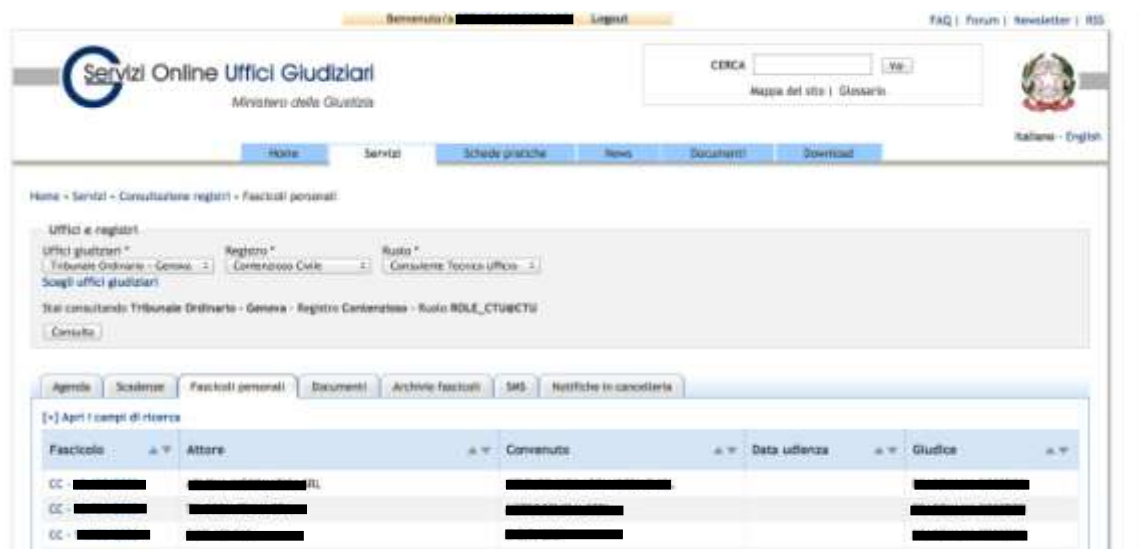 Benvenuto/a Logout
FAQ | Forum | Newsletter | RSS
Servizi Online Uffici Giudiziari
Ministero della Giustizia
CERCA Vai
Mappa del sito | Glossario
Italiano - English
Home Servizi Schede pratiche News Documenti Download
Home » Servizi » Consultazione registri » Fascicoli personali
Uffici e registri
Uffici giudiziari * Registro * Ruolo *
Tribunale Ordinario - Genova Contenzioso Civile Consulente Tecnico Ufficio
Scegli uffici giudiziari
Stai consultando Tribunale Ordinario - Genova - Registro Contenzioso - Ruolo ROLE_CTU@CTU
Consulta
Agenda Scadenze Fascicoli personali Documenti Archivio fascicoli SMS Notifiche in cancelleria
[+] Apri i campi di ricerca
Fascicolo Attore Convenuto Data udienza Giudice
CC - SRL
CC -
CC -